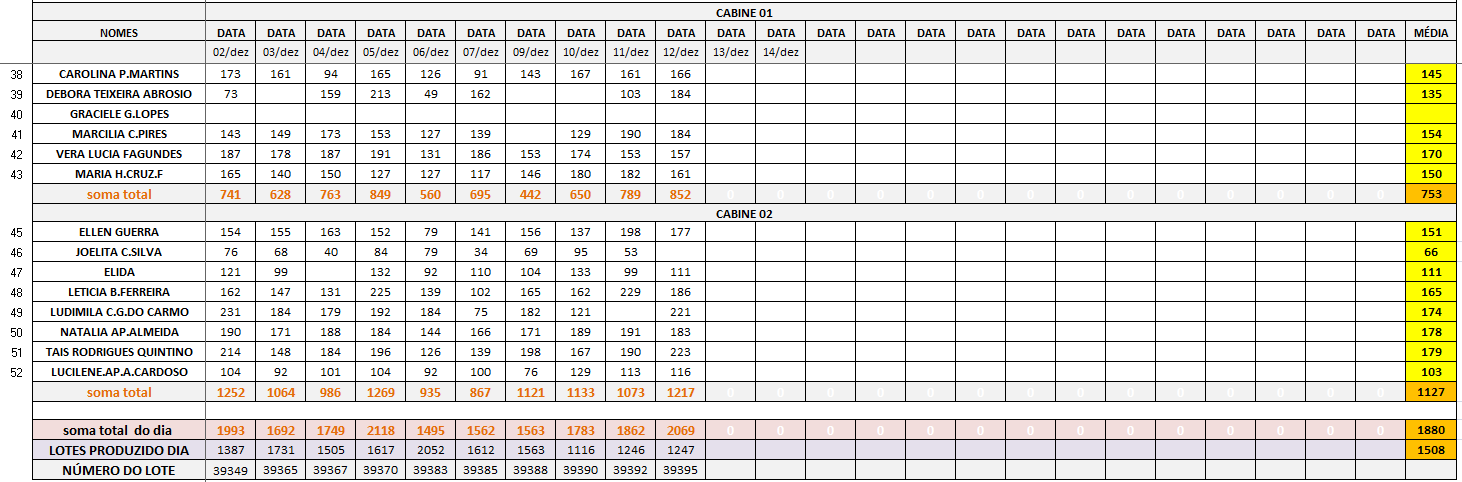 CABINE 01
NOMES DATA DATA DATA DATA DATA DATA DATA DATA DATA DATA DATA DATA DATA DATA DATA DATA DATA DATA DATA DATA DATA DATA DATA DATA MÉDIA
02/dez 03/dez 04/dez 05/dez 06/dez 07/dez 09/dez 10/dez 11/dez 12/dez 13/dez 14/dez
38 CAROLINA P.MARTINS 173 161 94 165 126 91 143 167 161 166 145
39 DEBORA TEIXEIRA ABROSIO 73 159 213 49 162 103 184 135
40 GRACIELE G.LOPES
41 MARCILIA C.PIRES 143 149 173 153 127 139 129 190 184 154
42 VERA LUCIA FAGUNDES 187 178 187 191 131 186 153 174 153 157 170
43 MARIA H.CRUZ.F 165 140 150 127 127 117 146 180 182 161 150
soma total 741 628 763 849 560 695 442 650 789 852 0 0 0 0 0 0 0 0 0 0 0 0 0 0 753
CABINE 02
45 ELLEN GUERRA 154 155 163 152 79 141 156 137 198 177 151
46 JOELITA C.SILVA 76 68 40 84 79 34 69 95 53 66
47 ELIDA 121 99 132 92 110 104 133 99 111 111
48 LETICIA B.FERREIRA 162 147 131 225 139 102 165 162 229 186 165
49 LUDIMILA C.G.DO CARMO 231 184 179 192 184 75 182 121 221 174
50 NATALIA AP.ALMEIDA 190 171 188 184 144 166 171 189 191 183 178
51 TAIS RODRIGUES QUINTINO 214 148 184 196 126 139 198 167 190 223 179
52 LUCILENE.AP.A.CARDOSO 104 92 101 104 92 100 76 129 113 116 103
soma total 1252 1064 986 1269 935 867 1121 1133 1073 1217 0 0 0 0 0 0 0 0 0 0 0 0 0 0 1127
soma total do dia 1993 1692 1749 2118 1495 1562 1563 1783 1862 2069 0 0 0 0 0 0 0 0 0 0 0 0 0 0 1880
LOTES PRODUZIDO DIA 1387 1731 1505 1617 2052 1612 1563 1116 1246 1247 1508
NÚMERO DO LOTE 39349 39365 39367 39370 39383 39385 39388 39390 39392 39395